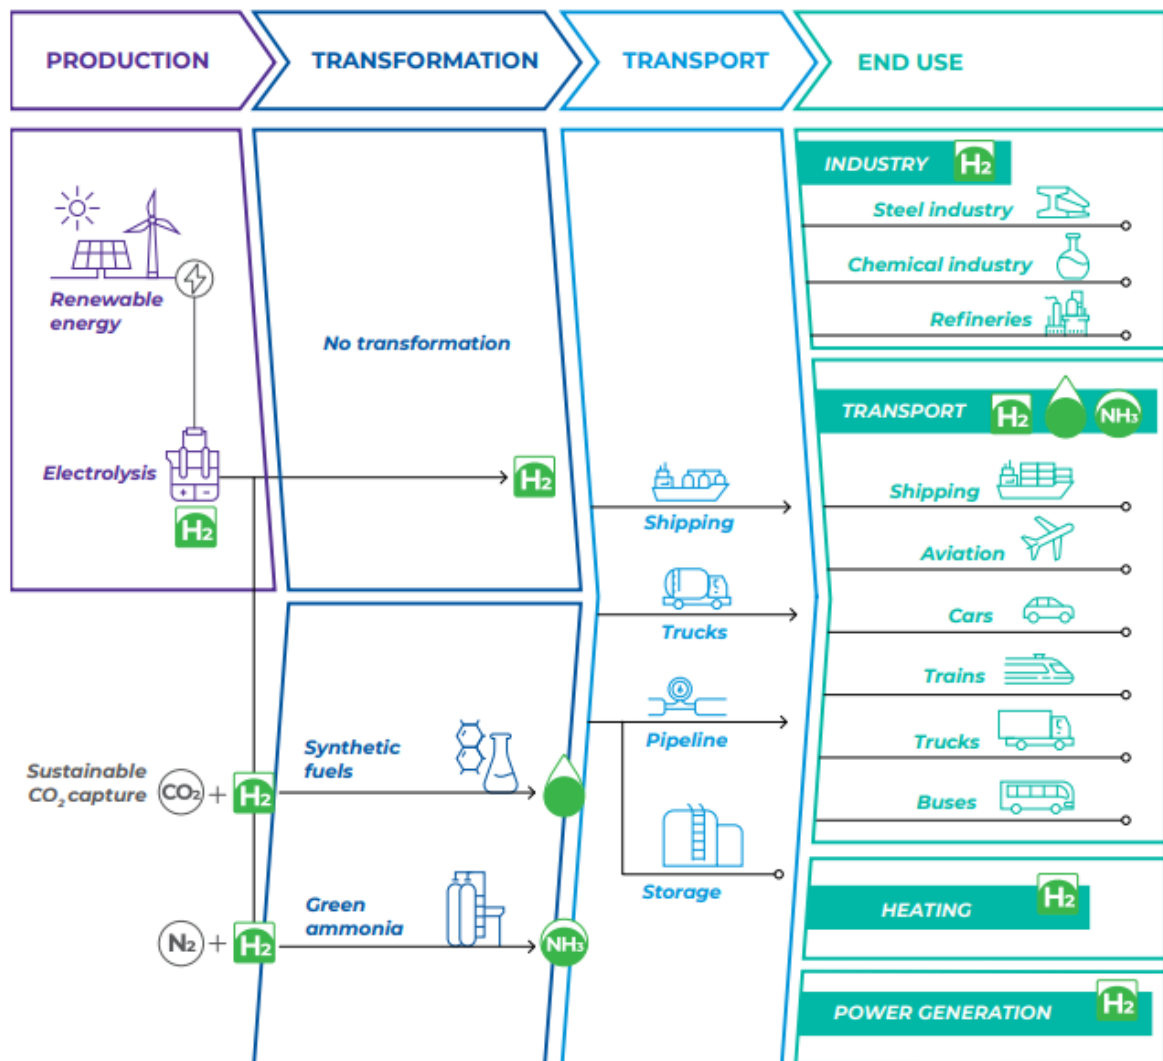 PRODUCTION
TRANSFORMATION
TRANSPORT
END USE
Renewable
energy
Electrolysis
H2
No transformation
H2
Sustainable
CO2 capture
CO2 + H2
Synthetic
fuels
N2 + H2
Green
ammonia
NH3
Shipping
Trucks
Pipeline
Storage
INDUSTRY H2
Steel industry
Chemical industry
Refineries
TRANSPORT H2 NH3
Shipping
Aviation
Cars
Trains
Trucks
Buses
HEATING H2
POWER GENERATION H2